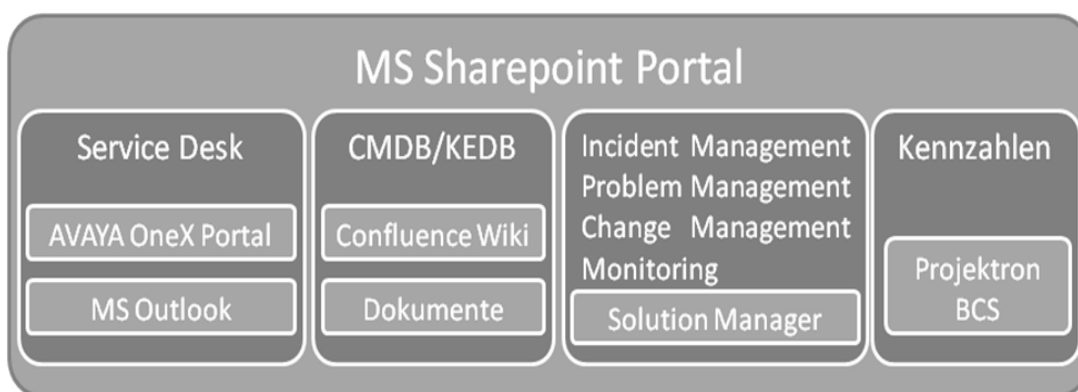 MS Sharepoint Portal
Service Desk
AVAYA OneX Portal
MS Outlook
CMDB/KEDB
Confluence Wiki
Dokumente
Incident Management
Problem Management
Change Management
Monitoring
Solution Manager
Kennzahlen
Projektron
BCS